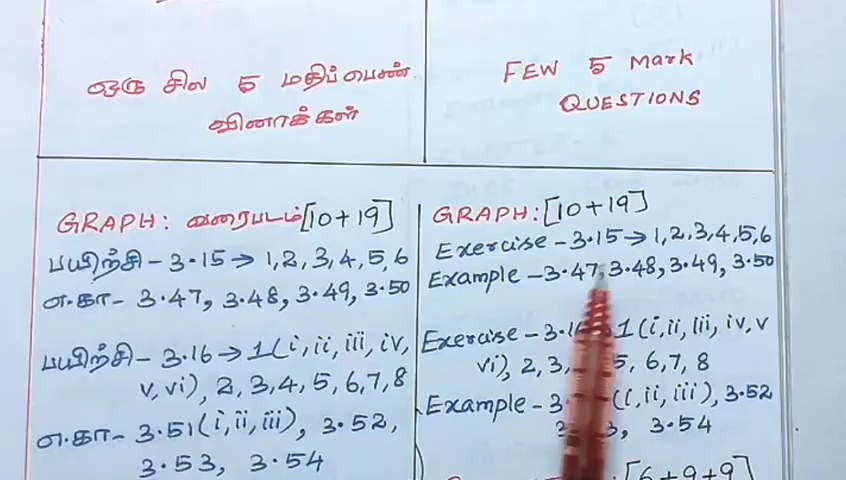 ஒரு சில 5 மதிப்பெண்
வினாக்கள்
FEW 5 Mark
QUESTIONS
GRAPH: வரைபடம் [10+19]
பயிற்சி - 3.15 → 1, 2, 3, 4, 5, 6
எ.கா - 3.47, 3.48, 3.49, 3.50
பயிற்சி - 3.16 → 1(i, ii, iii, iv,
v, vi), 2, 3, 4, 5, 6, 7, 8
எ.கா - 3.51(i, ii, iii), 3.52,
3.53, 3.54
GRAPH: [10+19]
Exercise - 3.15 → 1, 2, 3, 4, 5, 6
Example - 3.47, 3.48, 3.49, 3.50
Exercise - 3.16 → 1(i, ii, iii, iv, v
vi), 2, 3, 5, 6, 7, 8
Example - 3. (i, ii, iii), 3.52
3, 3.54
[6+9+9]